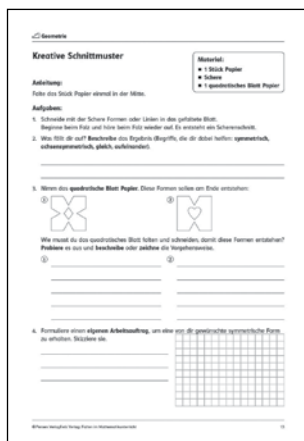 Geometrie
Kreative Schnittmuster
Material:
• 1 Stück Papier
• Schere
• 1 quadratisches Blatt Papier
Anleitung:
Falte das Stück Papier einmal in der Mitte.
Aufgaben:
1. Schneide mit der Schere Formen oder Linien in das gefaltete Blatt.
Beginne beim Falz und höre beim Falz wieder auf. Es entsteht ein Scherenschnitt.
2. Was fällt dir auf? Beschreibe das Ergebnis (Begriffe, die dir dabei helfen: symmetrisch,
achsensymmetrisch, gleich, aufeinander).
3. Nimm das quadratische Blatt Papier. Diese Formen sollen am Ende entstehen:
① ②
Wie musst du das quadratische Blatt falten und schneiden, damit diese Formen entstehen?
Probiere es aus und beschreibe oder zeichne die Vorgehensweise.
① ②
4. Formuliere einen eigenen Arbeitsauftrag, um eine von dir gewünschte symmetrische Form
zu erhalten. Skizziere sie.